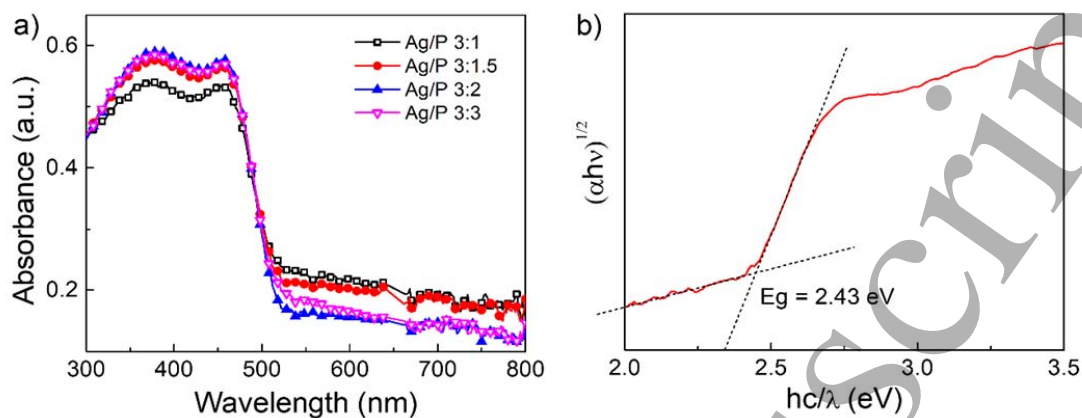 a)
Absorbance (a.u.)
0.6
0.4
0.2
Ag/P 3:1
Ag/P 3:1.5
Ag/P 3:2
Ag/P 3:3
300 400 500 600 700 800
Wavelength (nm)
b)
(αhν)1/2
Eg = 2.43 eV
2.0 2.5 3.0 3.5
hc/λ (eV)
scrip